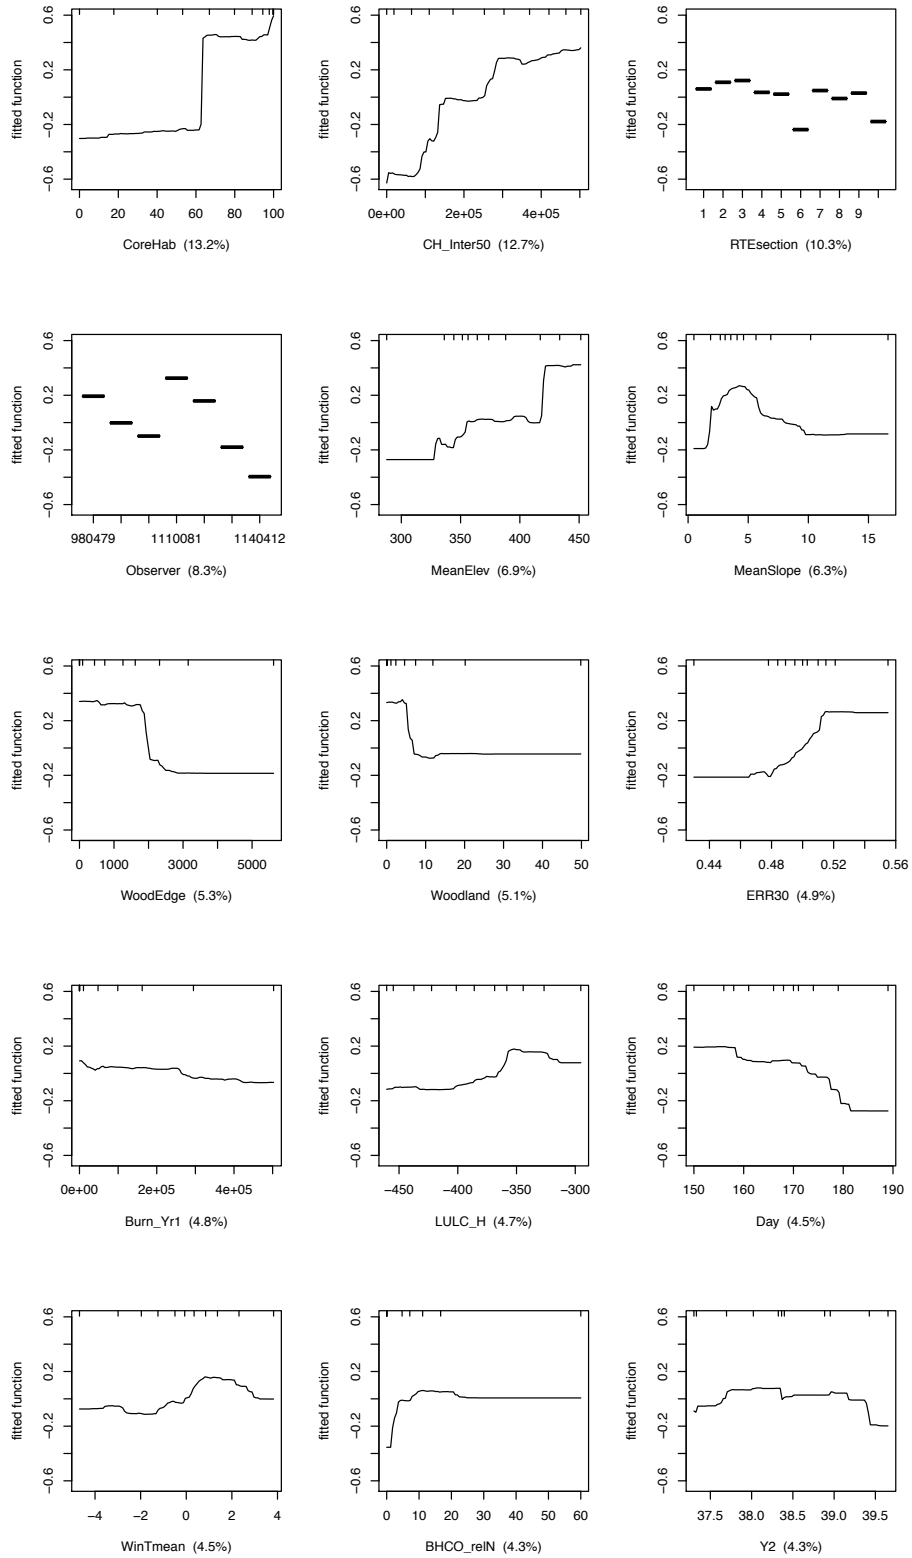 fitted function
−0.6 −0.2 0.2 0.6
0 20 40 60 80 100
CoreHab (13.2%)
fitted function
−0.6 −0.2 0.2 0.6
0e+00 2e+05 4e+05
CH_Inter50 (12.7%)
fitted function
−0.6 −0.2 0.2 0.6
1 2 3 4 5 6 7 8 9
RTEsection (10.3%)
fitted function
−0.6 −0.2 0.2 0.6
980479 1110081 1140412
Observer (8.3%)
fitted function
−0.6 −0.2 0.2 0.6
300 350 400 450
MeanElev (6.9%)
fitted function
−0.6 −0.2 0.2 0.6
0 5 10 15
MeanSlope (6.3%)
fitted function
−0.6 −0.2 0.2 0.6
0 1000 3000 5000
WoodEdge (5.3%)
fitted function
−0.6 −0.2 0.2 0.6
0 10 20 30 40 50
Woodland (5.1%)
fitted function
−0.6 −0.2 0.2 0.6
0.44 0.48 0.52 0.56
ERR30 (4.9%)
fitted function
−0.6 −0.2 0.2 0.6
0e+00 2e+05 4e+05
Burn_Yr1 (4.8%)
fitted function
−0.6 −0.2 0.2 0.6
−450 −400 −350 −300
LULC_H (4.7%)
fitted function
−0.6 −0.2 0.2 0.6
150 160 170 180 190
Day (4.5%)
fitted function
−0.6 −0.2 0.2 0.6
−4 −2 0 2 4
WinTmean (4.5%)
fitted function
−0.6 −0.2 0.2 0.6
0 10 20 30 40 50 60
BHCO_relN (4.3%)
fitted function
−0.6 −0.2 0.2 0.6
37.5 38.0 38.5 39.0 39.5
Y2 (4.3%)